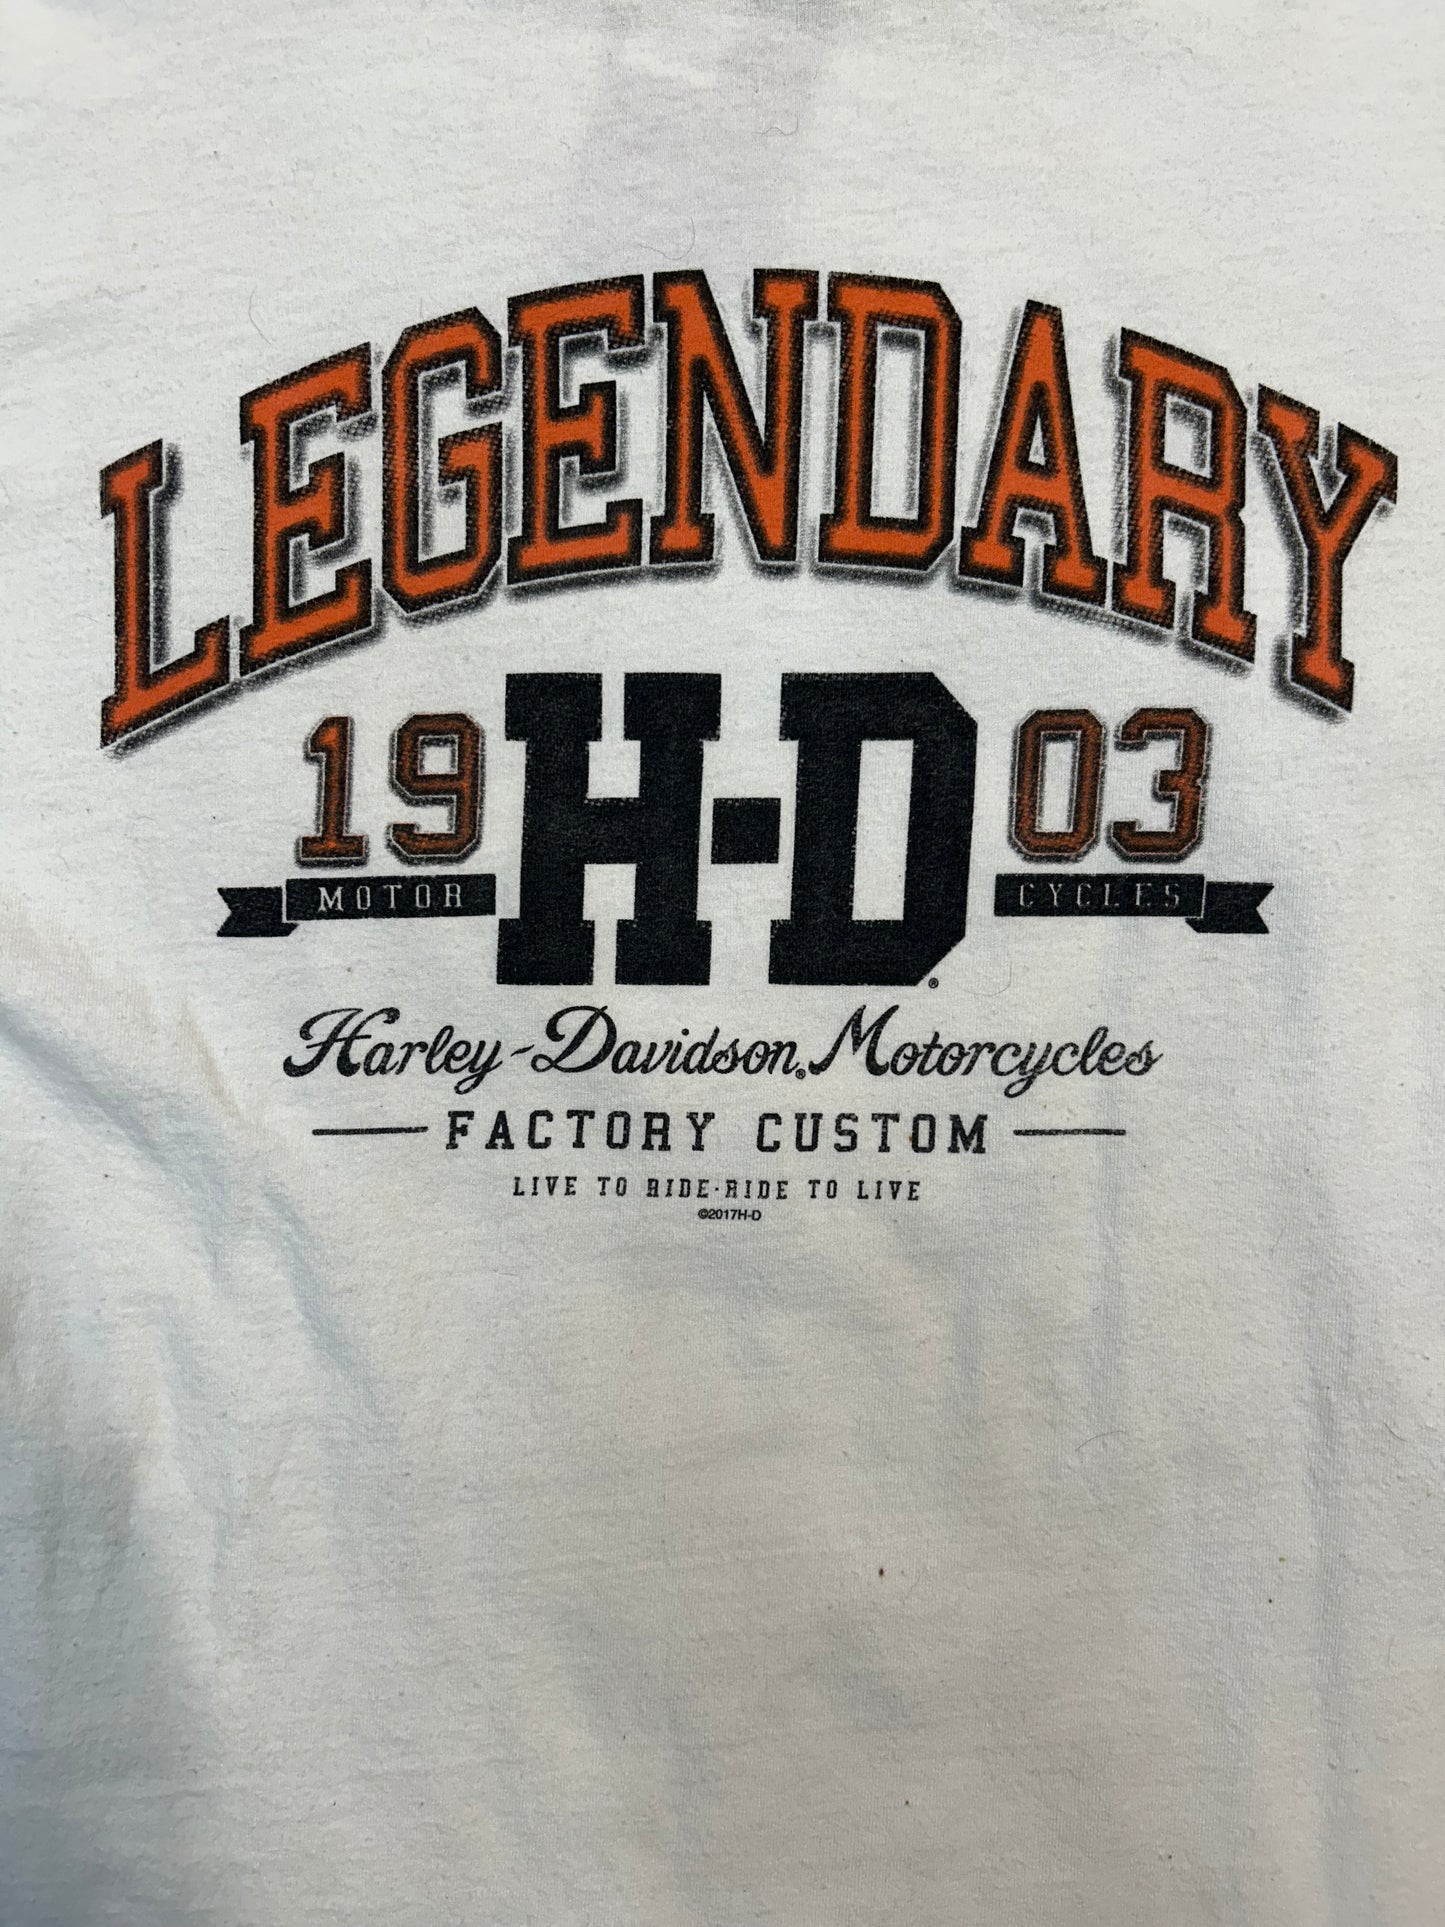 LEGENDARY
19 H-D 03
MOTOR CYCLES
®
Harley-Davidson® Motorcycles
FACTORY CUSTOM
LIVE TO RIDE·RIDE TO LIVE
©2017H-D